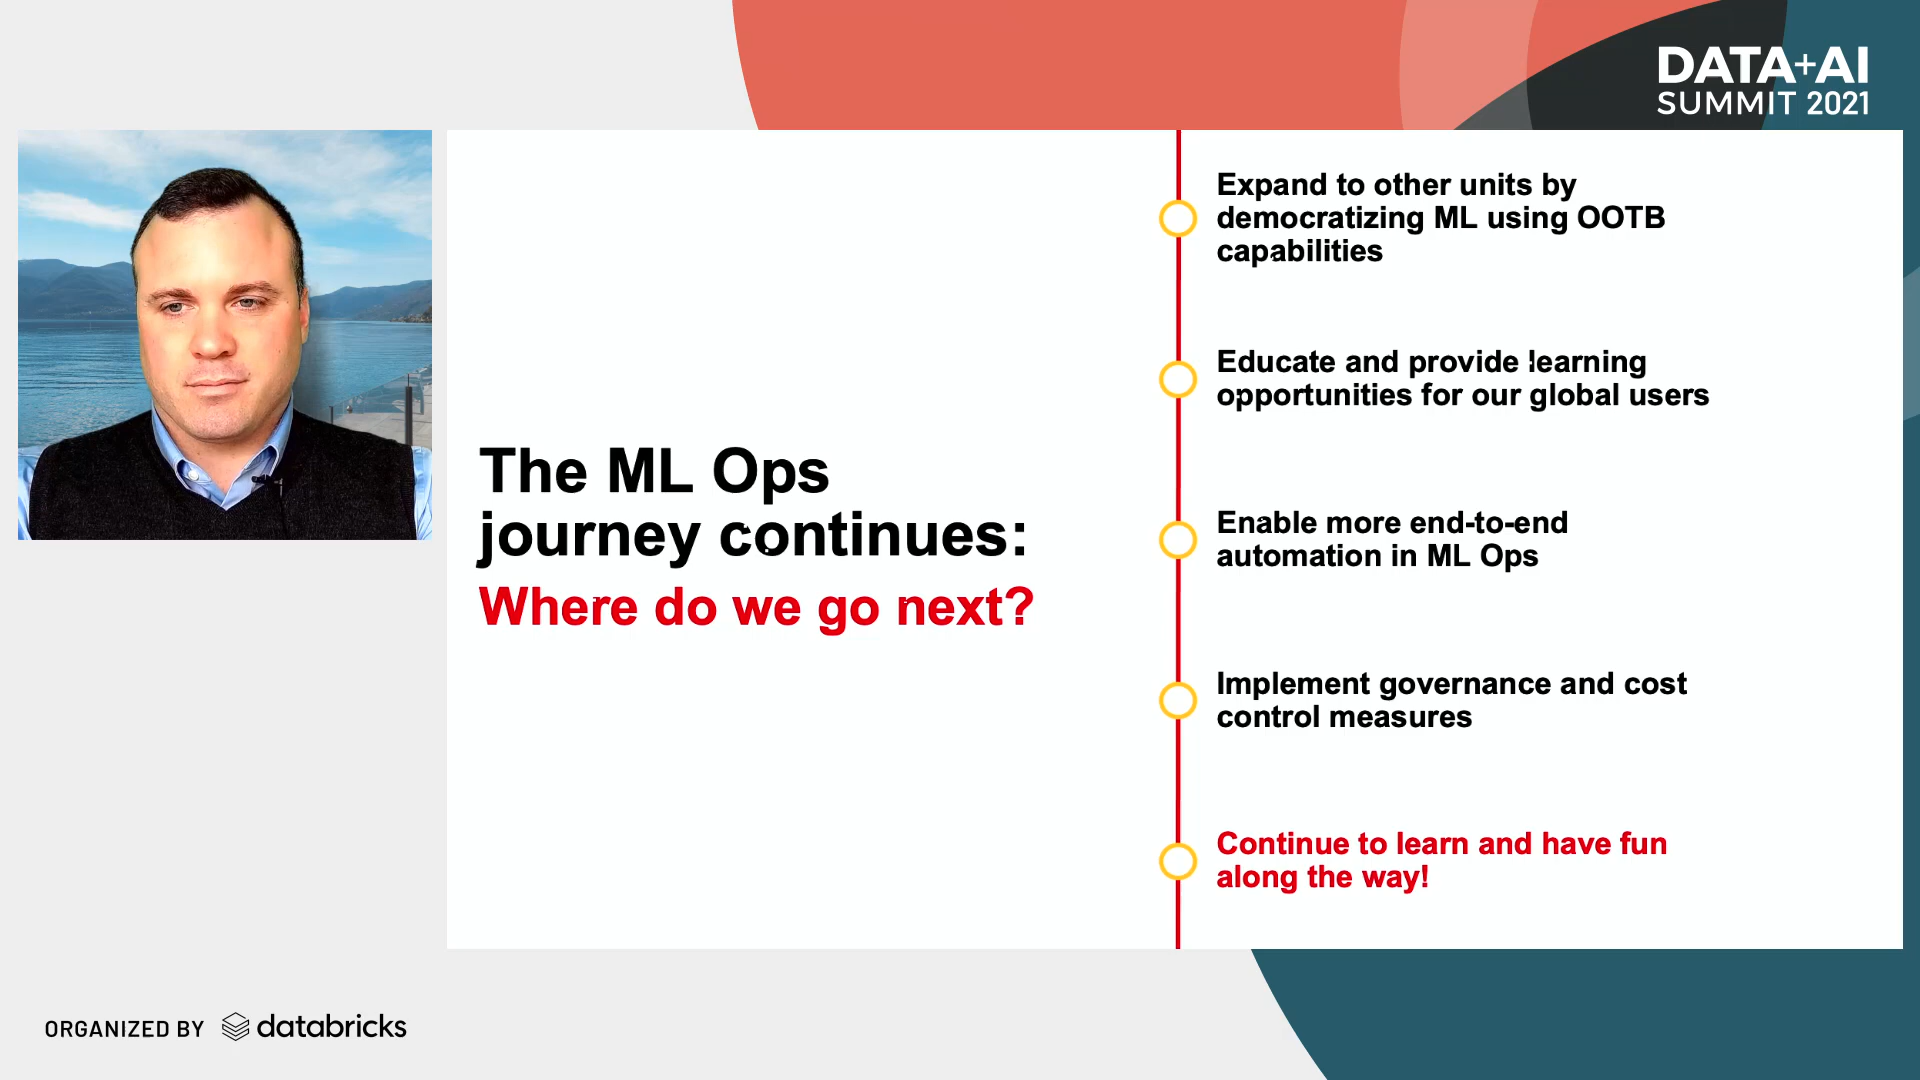 DATA+AI
SUMMIT 2021
The ML Ops
journey continues:
Where do we go next?
Expand to other units by
democratizing ML using OOTB
capabilities
Educate and provide learning
opportunities for our global users
Enable more end-to-end
automation in ML Ops
Implement governance and cost
control measures
Continue to learn and have fun
along the way!
ORGANIZED BY databricks